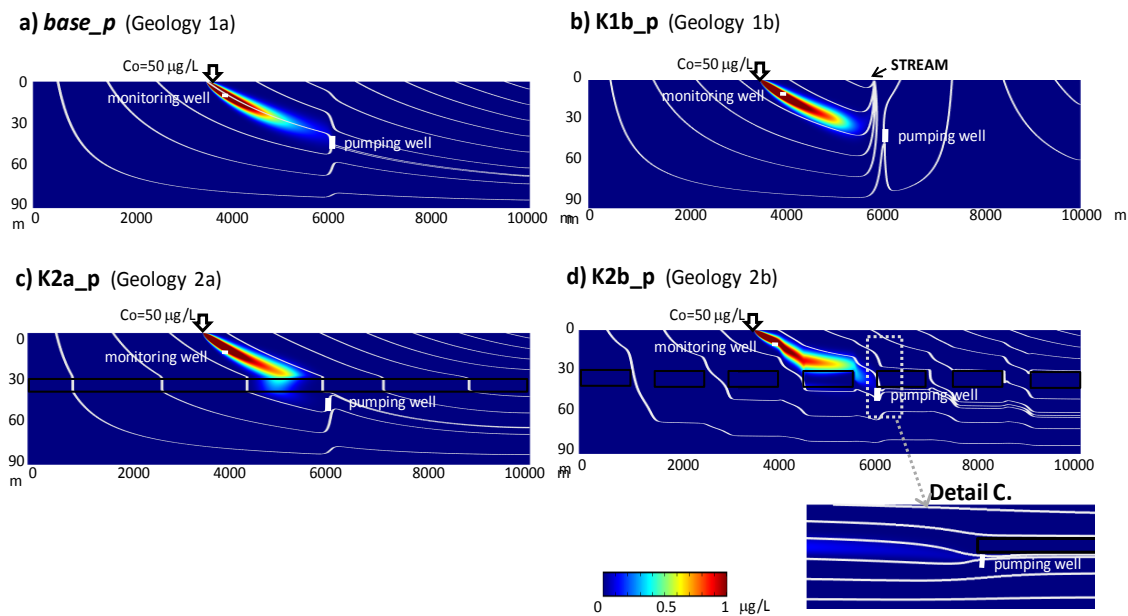 a) base_p (Geology 1a)
Co=50 µg/L
0
monitoring well
30
pumping well
60
90
m
0 2000 4000 6000 8000 10000
b) K1b_p (Geology 1b)
Co=50 µg/L
STREAM
0
monitoring well
30
pumping well
60
90
m
0 2000 4000 6000 8000 10000 m
c) K2a_p (Geology 2a)
Co=50 µg/L
0
monitoring well
30
pumping well
60
90
m
0 2000 4000 6000 8000 10000
d) K2b_p (Geology 2b)
Co=50 µg/L
0
monitoring well
30
pumping well
60
90
m
0 2000 4000 6000 8000 10000
Detail C.
pumping well
0 0.5 1 µg/L